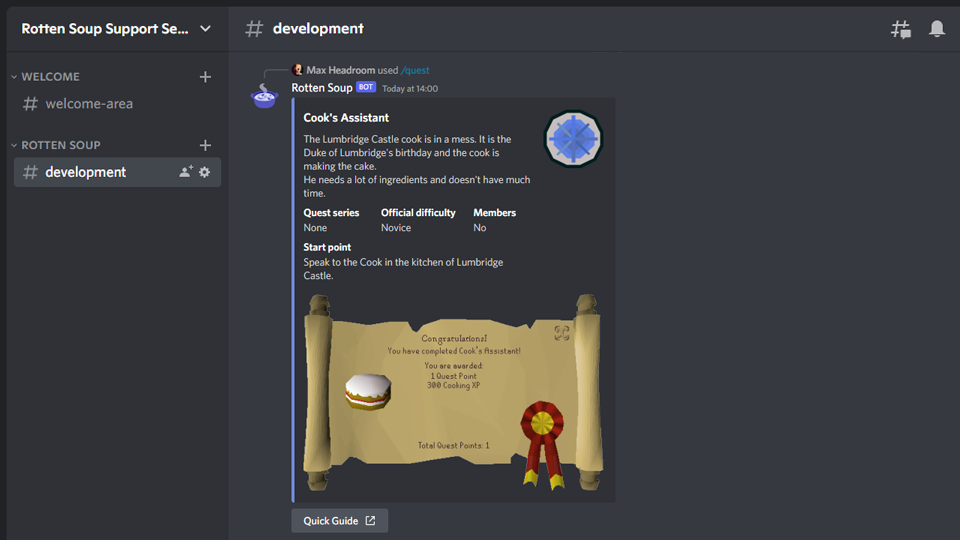 Rotten Soup Support Se...
# development
WELCOME
# welcome-area
ROTTEN SOUP
# development
Max Headroom used /quest
Rotten Soup BOT Today at 14:00
Cook's Assistant
The Lumbridge Castle cook is in a mess. It is the
Duke of Lumbridge's birthday and the cook is
making the cake.
He needs a lot of ingredients and doesn't have much
time.
Quest series Official difficulty Members
None Novice No
Start point
Speak to the Cook in the kitchen of Lumbridge
Castle.
Congratulations!
You have completed Cook's Assistant!
You are awarded:
1 Quest Point
300 Cooking XP
Total Quest Points: 1
Quick Guide